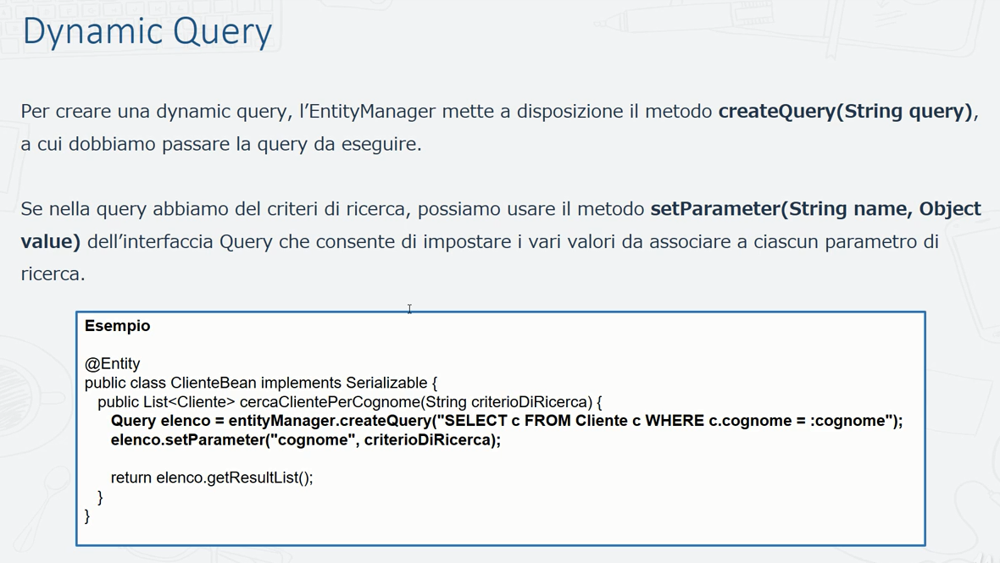 Dynamic Query
Per creare una dynamic query, l’EntityManager mette a disposizione il metodo createQuery(String query),
a cui dobbiamo passare la query da eseguire.
Se nella query abbiamo del criteri di ricerca, possiamo usare il metodo setParameter(String name, Object
value) dell’interfaccia Query che consente di impostare i vari valori da associare a ciascun parametro di
ricerca.
Esempio
@Entity
public class ClienteBean implements Serializable {
public List<Cliente> cercaClientePerCognome(String criterioDiRicerca) {
Query elenco = entityManager.createQuery("SELECT c FROM Cliente c WHERE c.cognome = :cognome");
elenco.setParameter("cognome", criterioDiRicerca);
return elenco.getResultList();
}
}